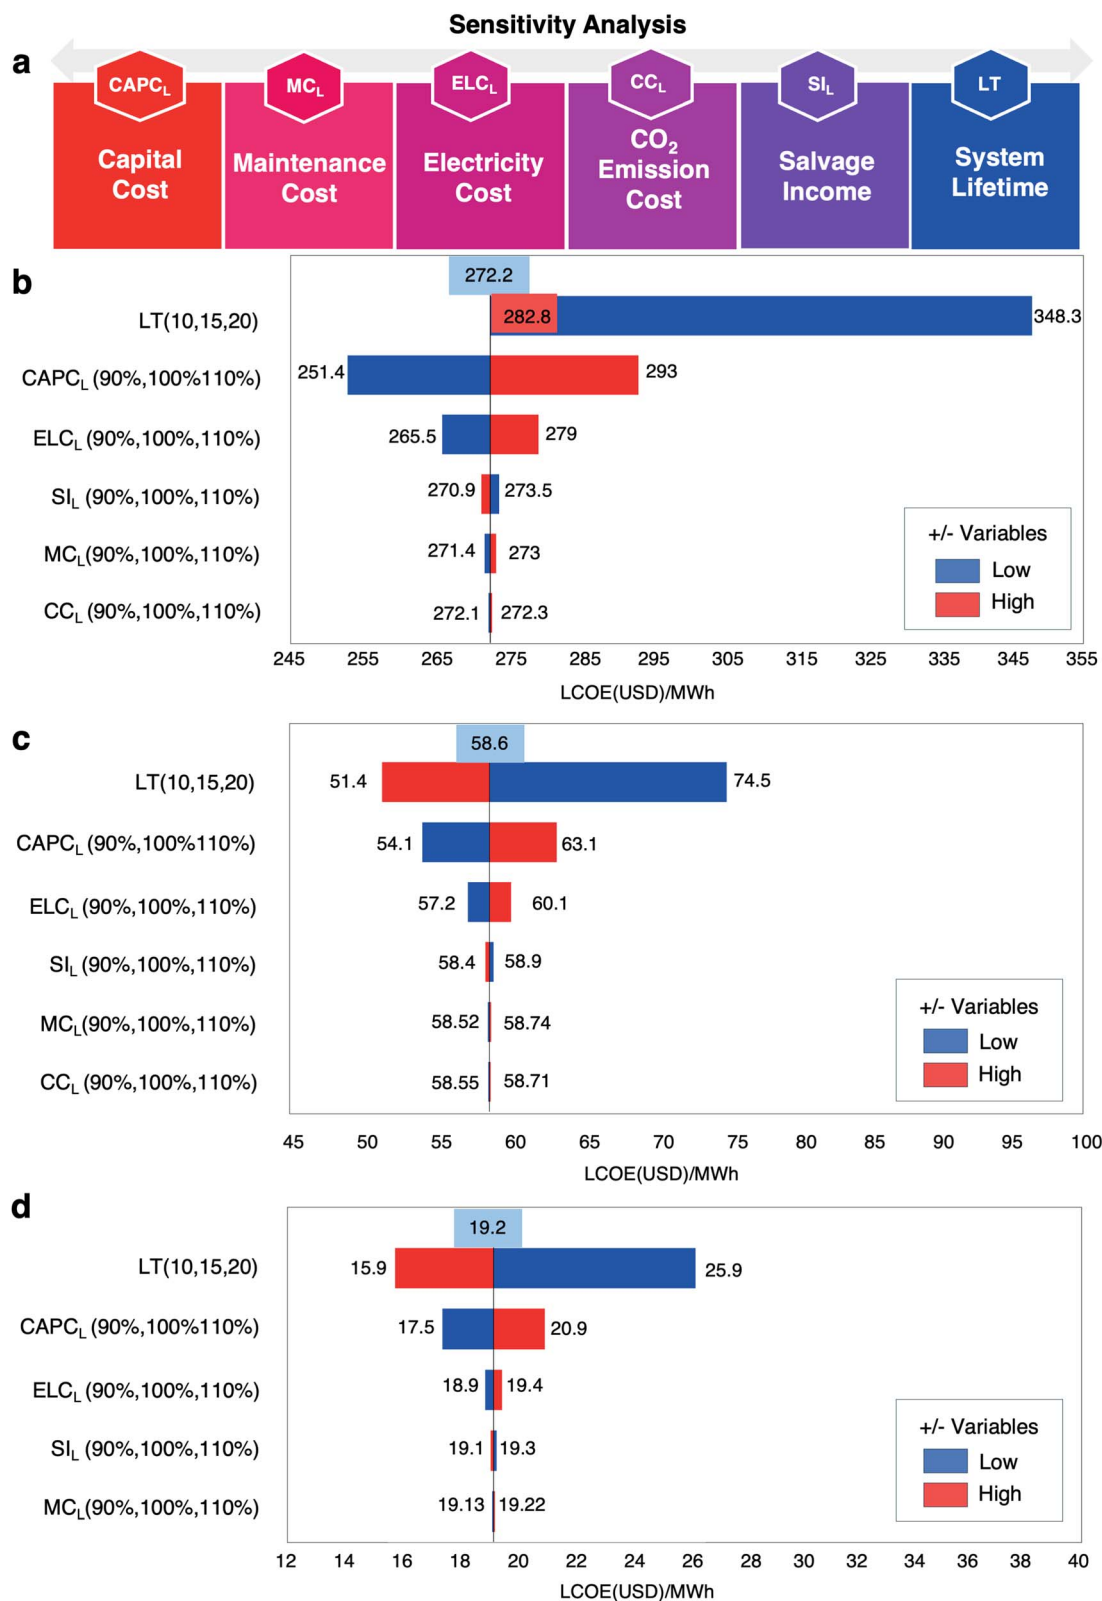 Sensitivity Analysis
a
CAPCL
MCL
ELCL
CCL
SIL
LT
Capital
Cost
Maintenance
Cost
Electricity
Cost
CO2
Emission
Cost
Salvage
Income
System
Lifetime
b
272.2
LT(10,15,20)
282.8
348.3
CAPCL (90%,100%110%)
251.4
293
ELCL (90%,100%,110%)
265.5
279
SIL (90%,100%,110%)
270.9
273.5
MCL(90%,100%,110%)
271.4
273
CCL (90%,100%,110%)
272.1
272.3
+/- Variables
Low
High
245 255 265 275 285 295 305 315 325 335 345 355
LCOE(USD)/MWh
c
58.6
LT(10,15,20)
51.4
74.5
CAPCL (90%,100%110%)
54.1
63.1
ELCL (90%,100%,110%)
57.2
60.1
SIL (90%,100%,110%)
58.4
58.9
MCL(90%,100%,110%)
58.52
58.74
CCL (90%,100%,110%)
58.55
58.71
+/- Variables
Low
High
45 50 55 60 65 70 75 80 85 90 95 100
LCOE(USD)/MWh
d
19.2
LT(10,15,20)
15.9
25.9
CAPCL (90%,100%110%)
17.5
20.9
ELCL (90%,100%,110%)
18.9
19.4
SIL (90%,100%,110%)
19.1
19.3
MCL(90%,100%,110%)
19.13
19.22
+/- Variables
Low
High
12 14 16 18 20 22 24 26 28 30 32 34 36 38 40
LCOE(USD)/MWh